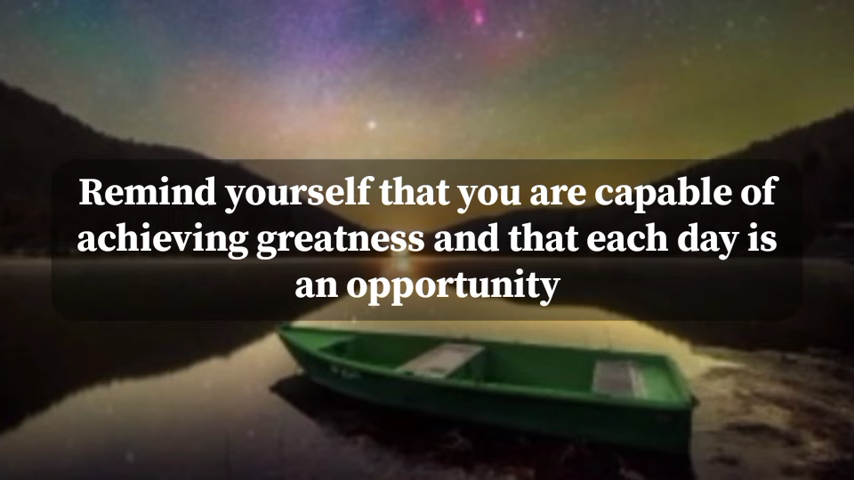 Remind yourself that you are capable of
achieving greatness and that each day is
an opportunity